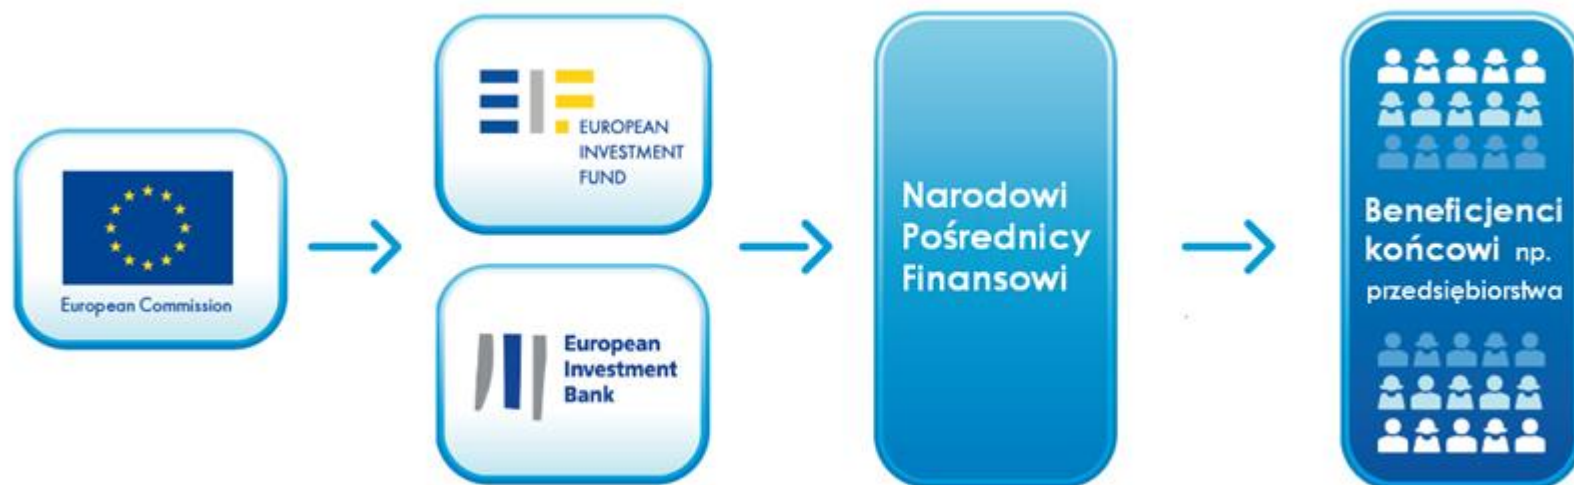 European Commission
EUROPEAN
INVESTMENT
FUND
European
Investment
Bank
Narodowi
Pośrednicy
Finansowi
Beneficjenci
końcowi np.
przedsiębiorstwa